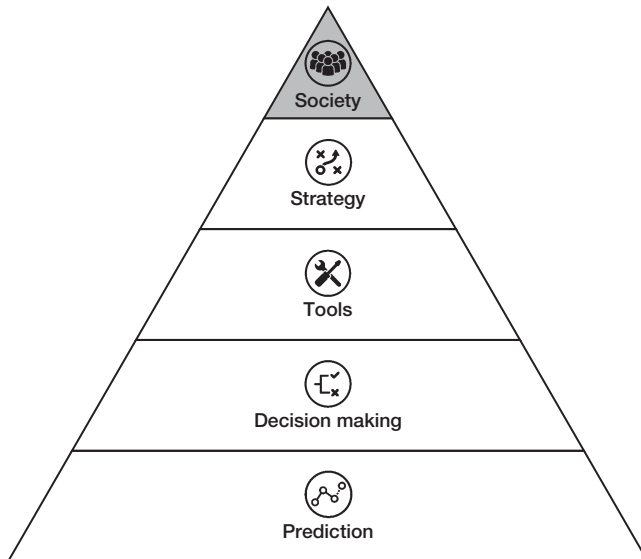 Society
Strategy
Tools
Decision making
Prediction